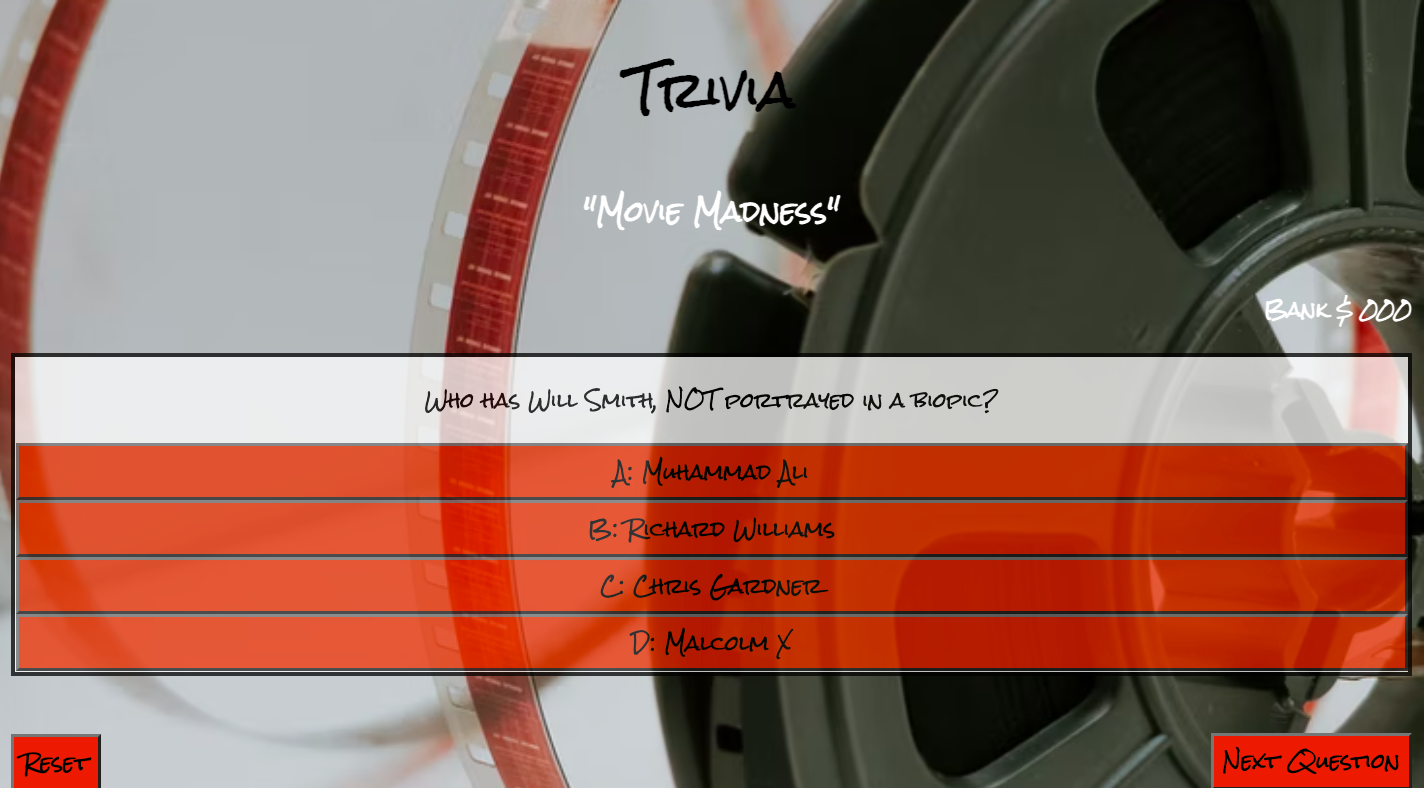 Trivia
"Movie Madness"
Bank $ 000
Who has Will Smith, NOT portrayed in a biopic?
A: Muhammad Ali
B: Richard Williams
C: Chris Gardner
D: Malcolm X
Reset
Next Question